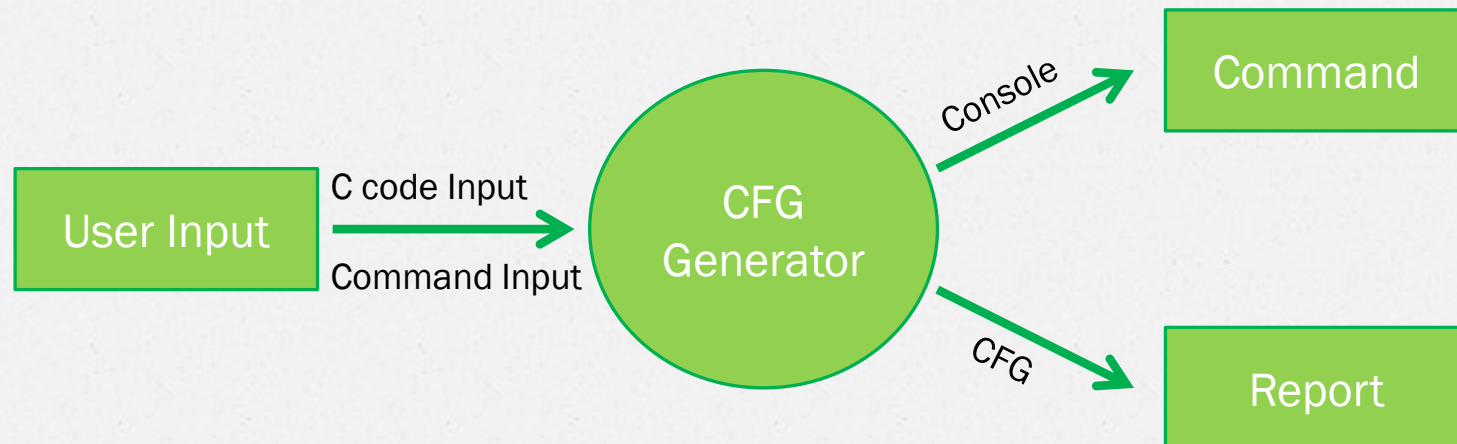 User Input
C code Input
Command Input
CFG
Generator
Console
Command
CFG
Report